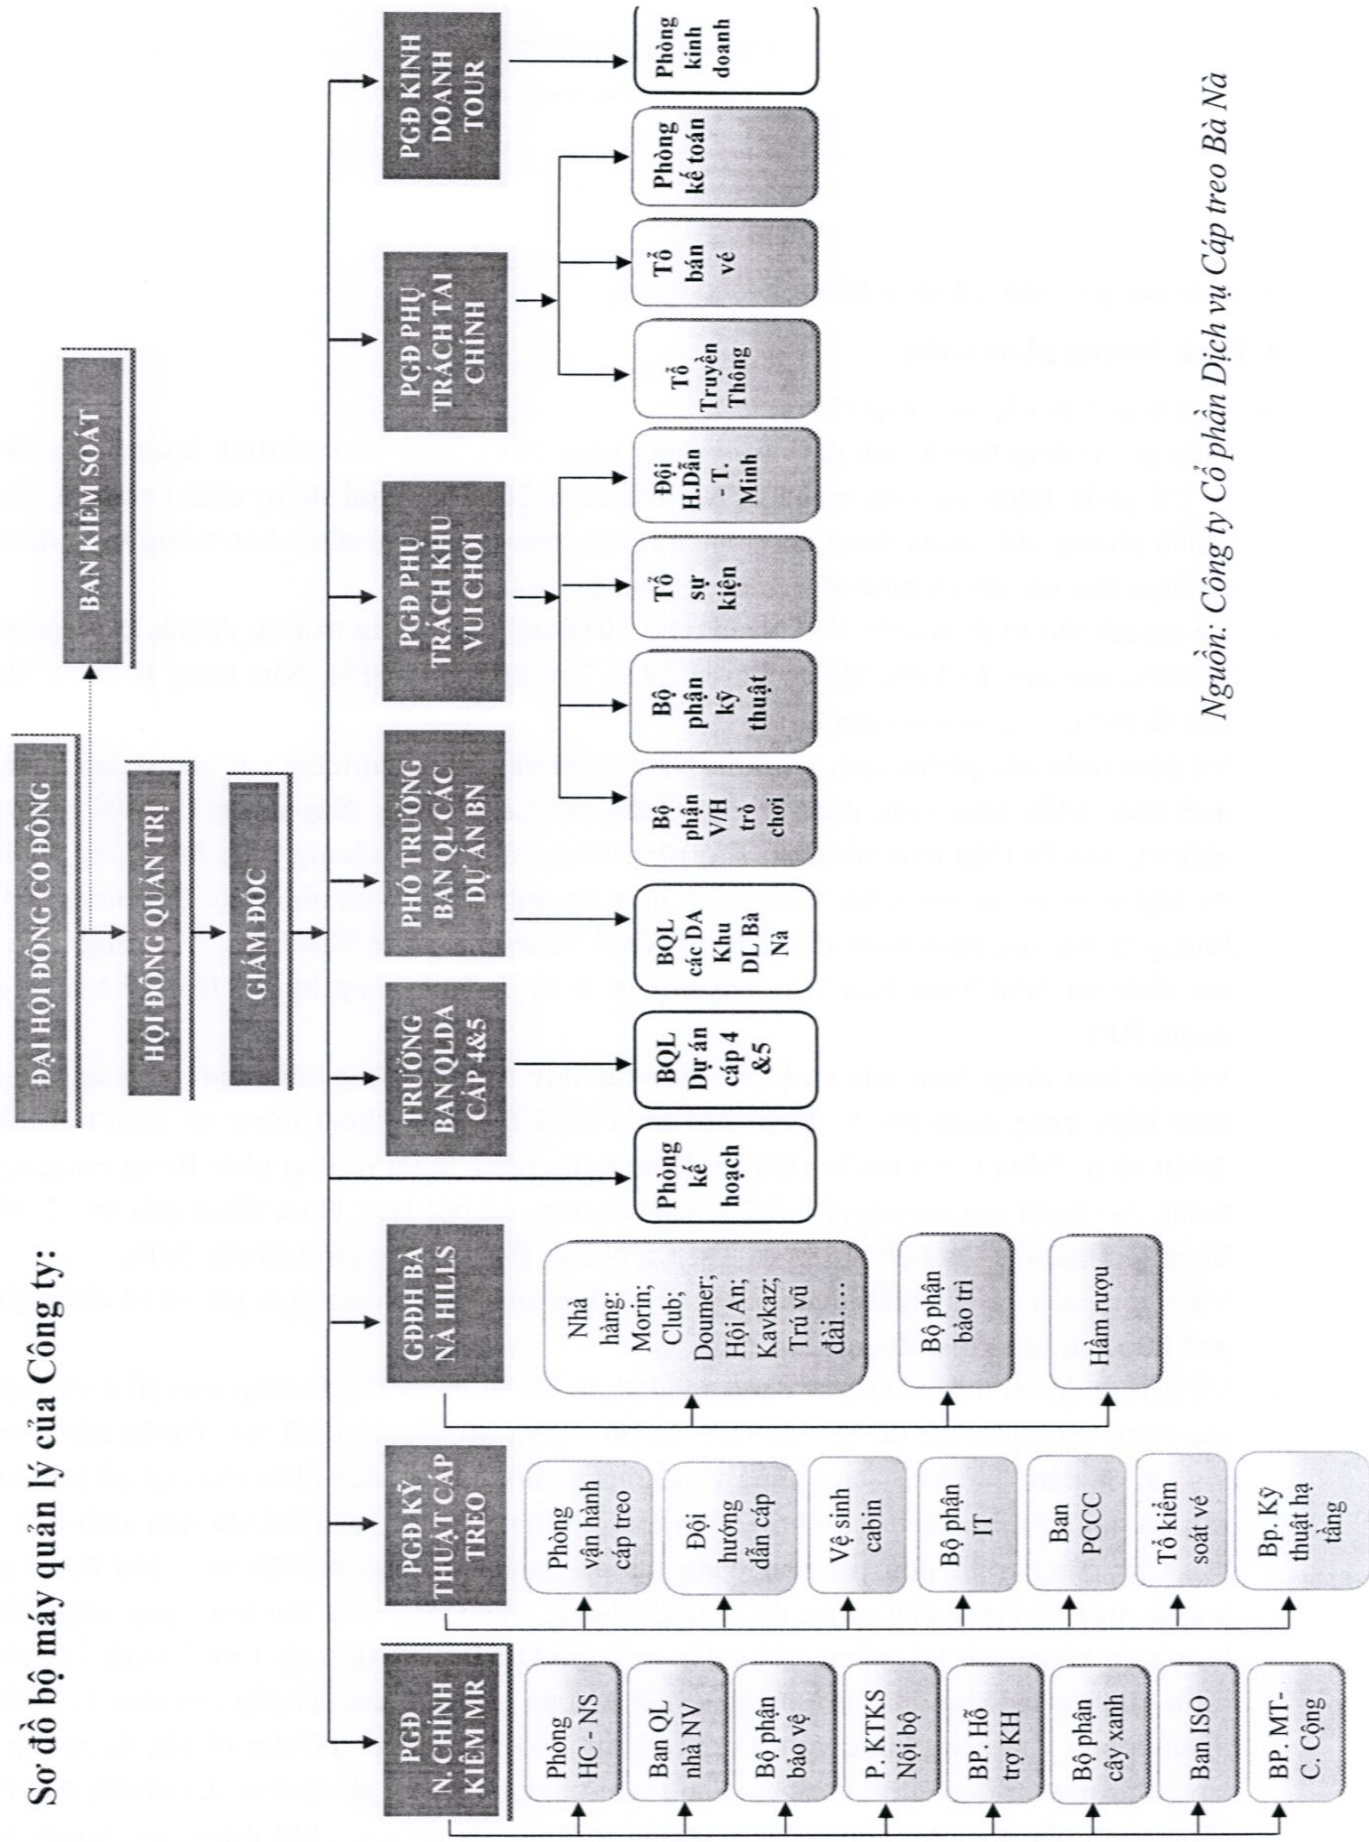 Sơ đồ bộ máy quản lý của Công ty:
ĐẠI HỘI ĐỒNG CỔ ĐÔNG
BAN KIỂM SOÁT
HỘI ĐỒNG QUẢN TRỊ
GIÁM ĐỐC
PGĐ
N. CHÍNH
KIÊM MR
PGĐ KỸ
THUẬT CÁP
TREO
GĐĐH BÀ
NÀ HILLS
TRƯỞNG
BAN QLDA
CÁP 4&5
PHÓ TRƯỞNG
BAN QL CÁC
DỰ ÁN BN
PGĐ PHỤ
TRÁCH KHU
VUI CHƠI
PGĐ PHỤ
TRÁCH TÀI
CHÍNH
PGĐ KINH
DOANH
TOUR
Phòng
HC - NS
Ban QL
nhà NV
Bộ phận
bảo vệ
P. KTKS
Nội bộ
BP. Hỗ
trợ KH
Bộ phận
cây xanh
Ban ISO
BP. MT-
C. Cộng
Phòng
vận hành
cáp treo
Đội
hướng
dẫn cáp
Vệ sinh
cabin
Bộ phận
IT
Ban
PCCC
Tổ kiểm
soát vé
Bp. Kỹ
thuật hạ
tầng
Nhà
hàng:
Morin;
Club;
Doumer;
Hội An;
Kavkaz;
Trú vũ
đài.….
Bộ phận
bảo trì
Hầm rượu
Phòng
kế
hoạch
BQL
Dự án
cáp 4
&5
BQL
các DA
Khu
DL Bà
Nà
Bộ
phận
V/H
trò
chơi
Bộ
phận
kỹ
thuật
Tổ
sự
kiện
Đội
H.Dẫn
- T.
Minh
Tổ
Truyền
Thông
Tổ
bán
vé
Phòng
kế toán
Phòng
kinh
doanh
Nguồn: Công ty Cổ phần Dịch vụ Cáp treo Bà Nà